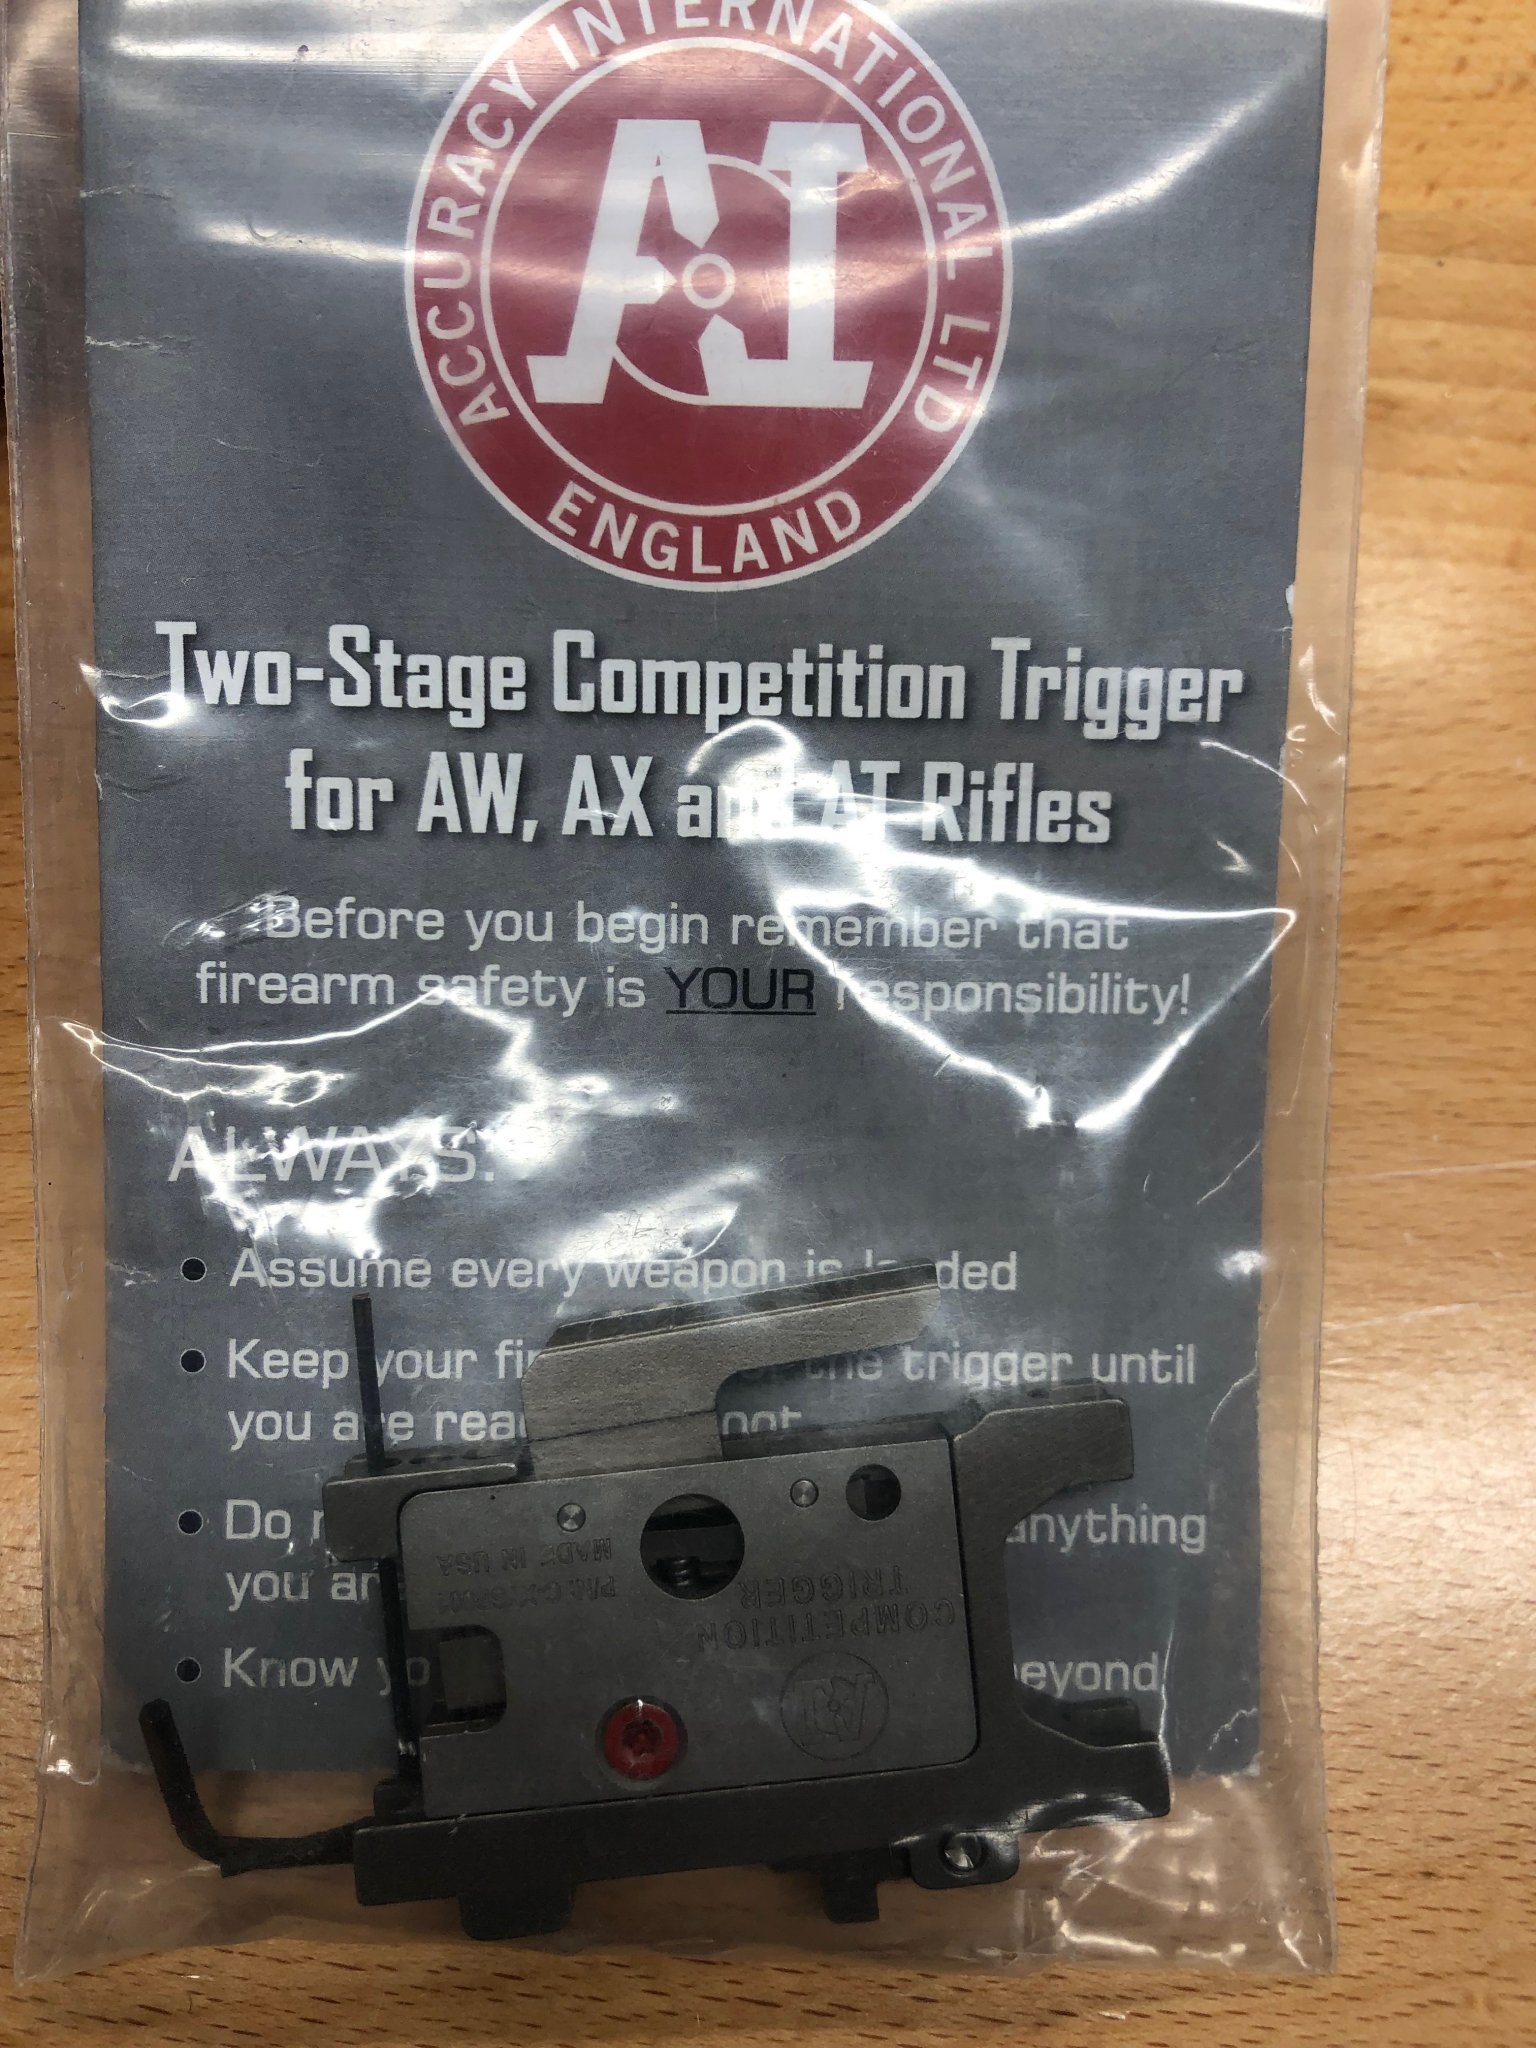 ACCURACY INTERNATIONAL LTD
AI
ENGLAND
Two-Stage Competition Trigger
for AW, AX and AT Rifles
Before you begin remember that
firearm safety is YOUR responsibility!
ALWAYS:
• Assume every weapon is loaded
• Keep your the trigger until
you are
• Do anything
you
• Know beyond
AI
COMPETITION
TRIGGER
MADE IN USA